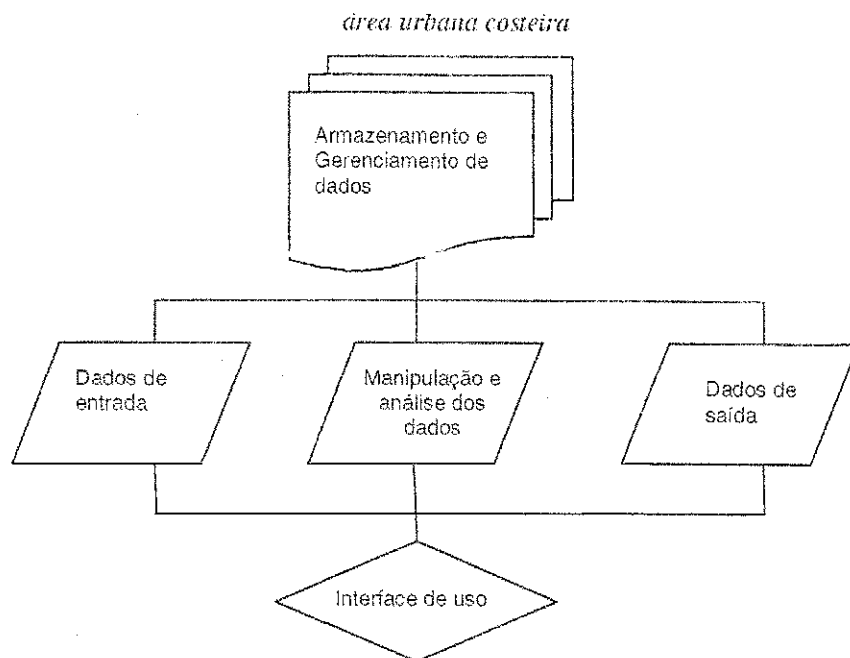 área urbana costeira
Armazenamento e
Gerenciamento de
dados
Dados de
entrada
Manipulação e
análise dos
dados
Dados de
saída
Interface de uso